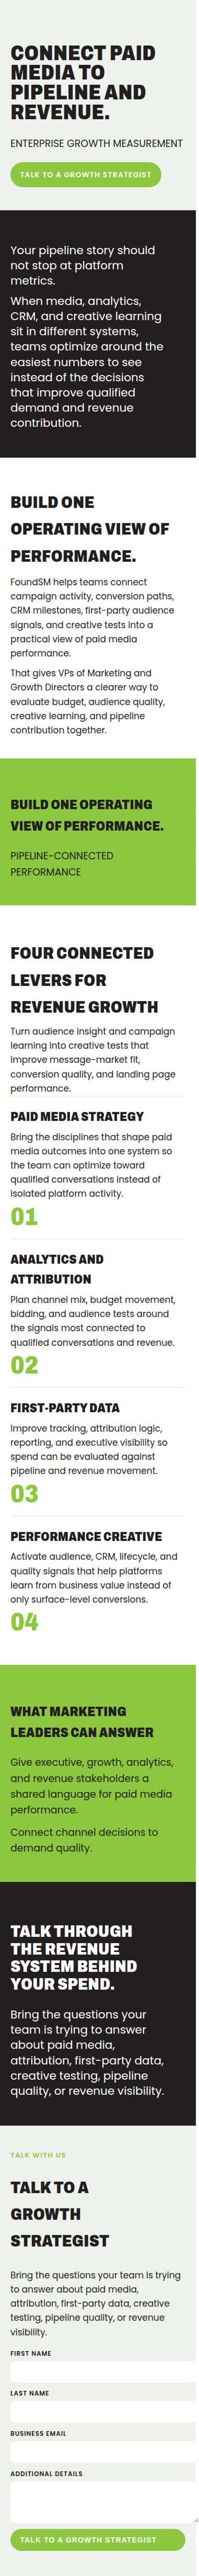 CONNECT PAID
MEDIA TO
PIPELINE AND
REVENUE.
ENTERPRISE GROWTH MEASUREMENT
TALK TO A GROWTH STRATEGIST
Your pipeline story should
not stop at platform
metrics.
When media, analytics,
CRM, and creative learning
sit in different systems,
teams optimize around the
easiest numbers to see
instead of the decisions
that improve qualified
demand and revenue
contribution.
BUILD ONE
OPERATING VIEW OF
PERFORMANCE.
FoundSM helps teams connect
campaign activity, conversion paths,
CRM milestones, first-party audience
signals, and creative tests into a
practical view of paid media
performance.
That gives VPs of Marketing and
Growth Directors a clearer way to
evaluate budget, audience quality,
creative learning, and pipeline
contribution together.
BUILD ONE OPERATING
VIEW OF PERFORMANCE.
PIPELINE-CONNECTED
PERFORMANCE
FOUR CONNECTED
LEVERS FOR
REVENUE GROWTH
Turn audience insight and campaign
learning into creative tests that
improve message-market fit,
conversion quality, and landing page
performance.
PAID MEDIA STRATEGY
Bring the disciplines that shape paid
media outcomes into one system so
the team can optimize toward
qualified conversions instead of
isolated platform activity.
01
ANALYTICS AND
ATTRIBUTION
Plan channel mix, budget movement,
bidding, and audience tests around
the signals most connected to
qualified conversations and revenue.
02
FIRST-PARTY DATA
Improve tracking, attribution logic,
reporting, and executive visibility so
spend can be evaluated against
pipeline and revenue movement.
03
PERFORMANCE CREATIVE
Activate audience, CRM, lifecycle, and
quality signals that help platforms
learn from business value instead of
only surface-level conversions.
04
WHAT MARKETING
LEADERS CAN ANSWER
Give executive, growth, analytics,
and revenue stakeholders a
shared language for paid media
performance.
Connect channel decisions to
demand quality.
TALK THROUGH
THE REVENUE
SYSTEM BEHIND
YOUR SPEND.
Bring the questions your
team is trying to answer
about paid media,
attribution, first-party data,
creative testing, pipeline
quality, or revenue visibility.
TALK WITH US
TALK TO A
GROWTH
STRATEGIST
Bring the questions your team is trying
to answer about paid media,
attribution, first-party data, creative
testing, pipeline quality, or revenue
visibility.
FIRST NAME
LAST NAME
BUSINESS EMAIL
ADDITIONAL DETAILS
TALK TO A GROWTH STRATEGIST